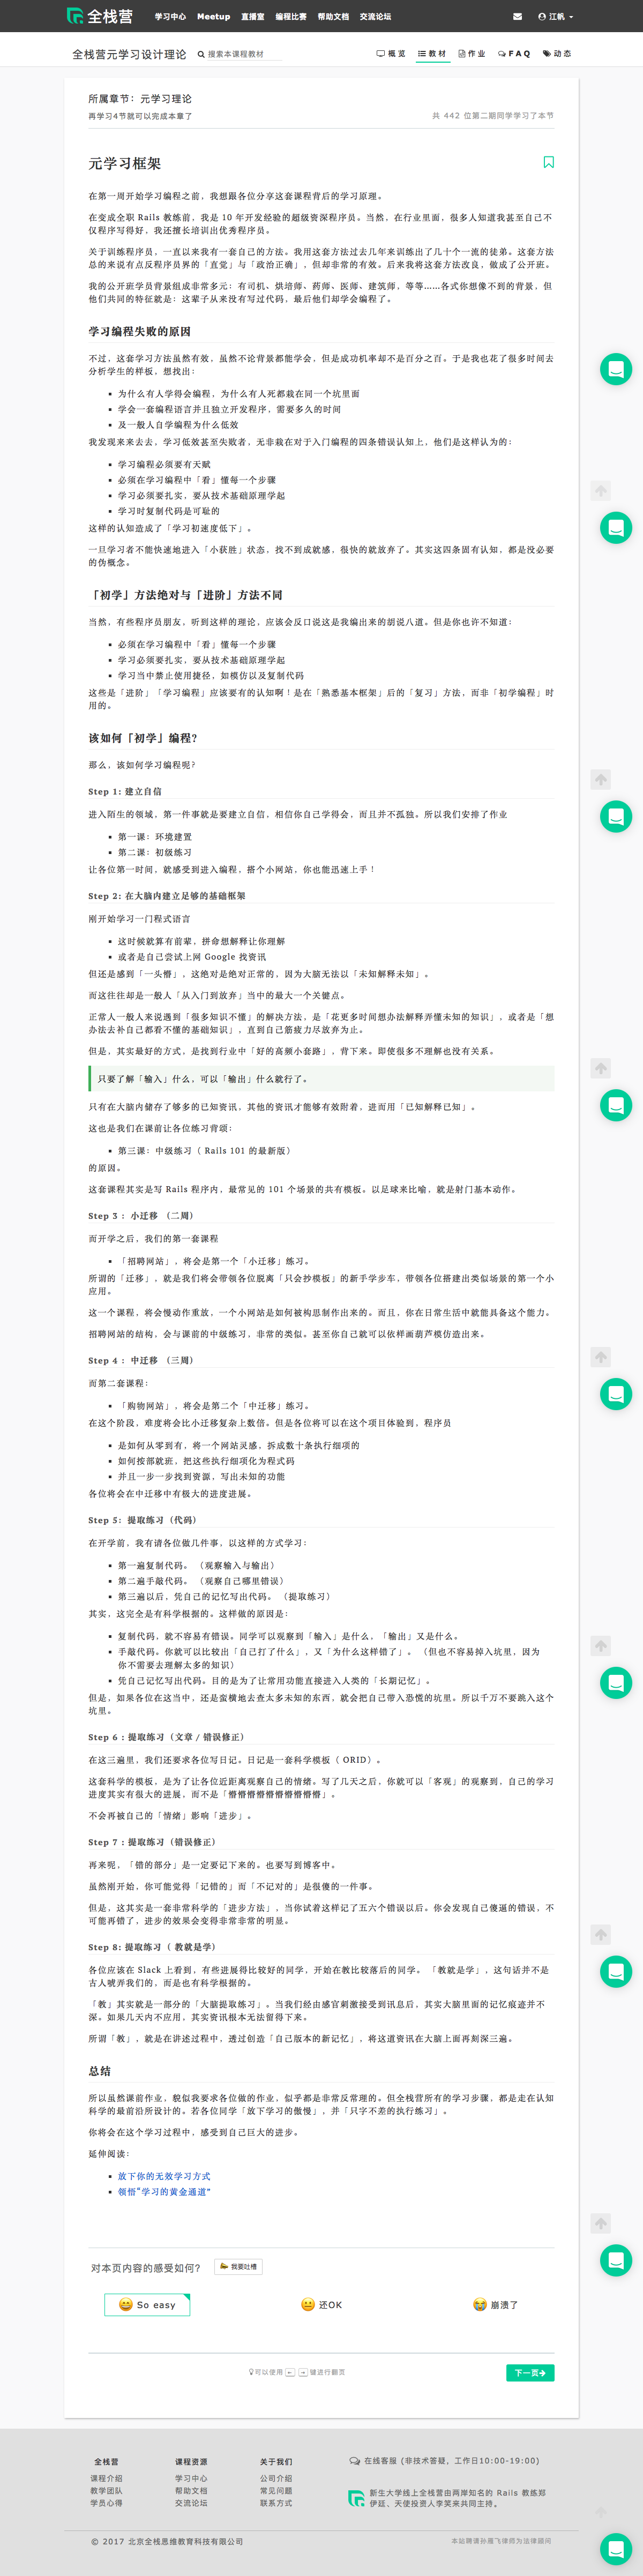 全栈营 学习中心 Meetup 直播室 编程比赛 帮助文档 交流论坛 江帆
全栈营元学习设计理论 搜索本课程教材 概览 教材 作业 FAQ 动态
所属章节：元学习理论
再学习4节就可以完成本章了 共 442 位第二期同学学习了本节
元学习框架
在第一周开始学习编程之前，我想跟各位分享这套课程背后的学习原理。
在变成全职 Rails 教练前，我是 10 年开发经验的超级资深程序员。当然，在行业里面，很多人知道我甚至自己不
仅程序写得好，我还擅长培训出优秀程序员。
关于训练程序员，一直以来我有一套自己的方法。我用这套方法过去几年来训练出了几十个一流的徒弟。这套方法
总的来说有点反程序员界的「直觉」与「政治正确」，但却非常的有效。后来我将这套方法改良，做成了公开班。
我的公开班学员背景组成非常多元：有司机、烘培师、药师、医师、建筑师，等等……各式你想像不到的背景，但
他们共同的特征就是：这辈子从来没有写过代码，最后他们却学会编程了。
学习编程失败的原因
不过，这套学习方法虽然有效，虽然不论背景都能学会，但是成功机率却不是百分之百。于是我也花了很多时间去
分析学生的样板，想找出：
▪ 为什么有人学得会编程，为什么有人死都栽在同一个坑里面
▪ 学会一套编程语言并且独立开发程序，需要多久的时间
▪ 及一般人自学编程为什么低效
我发现来来去去，学习低效甚至失败者，无非栽在对于入门编程的四条错误认知上，他们是这样认为的：
▪ 学习编程必须要有天赋
▪ 必须在学习编程中「看」懂每一个步骤
▪ 学习必须要扎实，要从技术基础原理学起
▪ 学习时复制代码是可耻的
这样的认知造成了「学习初速度低下」。
一旦学习者不能快速地进入「小获胜」状态，找不到成就感，很快的就放弃了。其实这四条固有认知，都是没必要
的伪概念。
「初学」方法绝对与「进阶」方法不同
当然，有些程序员朋友，听到这样的理论，应该会反口说这是我编出来的胡说八道。但是你也许不知道：
▪ 必须在学习编程中「看」懂每一个步骤
▪ 学习必须要扎实，要从技术基础原理学起
▪ 学习当中禁止使用捷径，如模仿以及复制代码
这些是「进阶」「学习编程」应该要有的认知啊！是在「熟悉基本框架」后的「复习」方法，而非「初学编程」时
用的。
该如何「初学」编程？
那么，该如何学习编程呢？
Step 1: 建立自信
进入陌生的领域，第一件事就是要建立自信，相信你自己学得会，而且并不孤独。所以我们安排了作业
▪ 第一课：环境建置
▪ 第二课：初级练习
让各位第一时间，就感受到进入编程，搭个小网站，你也能迅速上手！
Step 2: 在大脑内建立足够的基础框架
刚开始学习一门程式语言
▪ 这时候就算有前辈，拼命想解释让你理解
▪ 或者是自己尝试上网 Google 找资讯
但还是感到「一头懵」，这绝对是绝对正常的，因为大脑无法以「未知解释未知」。
而这往往却是一般人「从入门到放弃」当中的最大一个关键点。
正常人一般人来说遇到「很多知识不懂」的解决方法，是「花更多时间想办法解释弄懂未知的知识」，或者是「想
办法去补自己都看不懂的基础知识」，直到自己筋疲力尽放弃为止。
但是，其实最好的方式，是找到行业中「好的高频小套路」，背下来。即使很多不理解也没有关系。
只要了解「输入」什么，可以「输出」什么就行了。
只有在大脑内储存了够多的已知资讯，其他的资讯才能够有效附着，进而用「已知解释已知」。
这也是我们在课前让各位练习背颂：
▪ 第三课：中级练习（ Rails 101 的最新版）
的原因。
这套课程其实是写 Rails 程序内，最常见的 101 个场景的共有模板。以足球来比喻，就是射门基本动作。
Step 3 ：小迁移 （二周）
而开学之后，我们的第一套课程
▪ 「招聘网站」，将会是第一个「小迁移」练习。
所谓的「迁移」，就是我们将会带领各位脱离「只会抄模板」的新手学步车，带领各位搭建出类似场景的第一个小
应用。
这一个课程，将会慢动作重放，一个小网站是如何被构思制作出来的。而且，你在日常生活中就能具备这个能力。
招聘网站的结构，会与课前的中级练习，非常的类似。甚至你自己就可以依样画葫芦模仿造出来。
Step 4 ：中迁移 （三周）
而第二套课程：
▪ 「购物网站」，将会是第二个「中迁移」练习。
在这个阶段，难度将会比小迁移复杂上数倍。但是各位将可以在这个项目体验到，程序员
▪ 是如何从零到有，将一个网站灵感，拆成数十条执行细项的
▪ 如何按部就班，把这些执行细项化为程式码
▪ 并且一步一步找到资源，写出未知的功能
各位将会在中迁移中有极大的进度进展。
Step 5：提取练习（代码）
在开学前，我有请各位做几件事，以这样的方式学习：
▪ 第一遍复制代码。 （观察输入与输出）
▪ 第二遍手敲代码。 （观察自己哪里错误）
▪ 第三遍以后，凭自己的记忆写出代码。 （提取练习）
其实，这完全是有科学根据的。这样做的原因是：
▪ 复制代码，就不容易有错误。同学可以观察到「输入」是什么，「输出」又是什么。
▪ 手敲代码。你就可以比较出「自己打了什么」，又「为什么这样错了」。 （但也不容易掉入坑里，因为
你不需要去理解太多的知识）
▪ 凭自己记忆写出代码。目的是为了让常用功能直接进入人类的「长期记忆」。
但是，如果各位在这当中，还是蛮横地去查太多未知的东西，就会把自己带入恐慌的坑里。所以千万不要跳入这个
坑里。
Step 6 : 提取练习（文章 / 错误修正）
在这三遍里，我们还要求各位写日记。日记是一套科学模板（ ORID）。
这套科学的模板，是为了让各位近距离观察自己的情绪。写了几天之后，你就可以「客观」的观察到，自己的学习
进度其实有很大的进展，而不是「懵懵懵懵懵懵懵懵懵懵」。
不会再被自己的「情绪」影响「进步」。
Step 7 : 提取练习（错误修正）
再来呢，「错的部分」是一定要记下来的。也要写到博客中。
虽然刚开始，你可能觉得「记错的」而「不记对的」是很傻的一件事。
但是，这其实是一套非常科学的「进步方法」，当你试着这样记了五六个错误以后。你会发现自己傻逼的错误，不
可能再错了，进步的效果会变得非常非常的明显。
Step 8: 提取练习（ 教就是学）
各位应该在 Slack 上看到，有些进展得比较好的同学，开始在教比较落后的同学。 「教就是学」，这句话并不是
古人唬弄我们的，而是也有科学根据的。
「教」其实就是一部分的「大脑提取练习」。当我们经由感官刺激接受到讯息后，其实大脑里面的记忆痕迹并不
深。如果几天内不应用，其实资讯根本无法留得下来。
所谓「教」，就是在讲述过程中，透过创造「自己版本的新记忆」，将这道资讯在大脑上面再刻深三遍。
总结
所以虽然课前作业，貌似我要求各位做的作业，似乎都是非常反常理的。但全栈营所有的学习步骤，都是走在认知
科学的最前沿所设计的。若各位同学「放下学习的傲慢」，并「只字不差的执行练习」。
你将会在这个学习过程中，感受到自己巨大的进步。
延伸阅读：
▪ 放下你的无效学习方式
▪ 领悟“学习的黄金通道”
对本页内容的感受如何？ 我要吐槽
So easy 还OK 崩溃了
可以使用 ← → 键进行翻页 下一页
全栈营 课程资源 关于我们 在线客服 (非技术答疑，工作日10:00-19:00)
课程介绍 学习中心 公司介绍
教学团队 帮助文档 常见问题
学员心得 交流论坛 联系方式
新生大学线上全栈营由两岸知名的 Rails 教练郑
伊廷、天使投资人李笑来共同主持。
© 2017 北京全栈思维教育科技有限公司 本站聘请孙雁飞律师为法律顾问